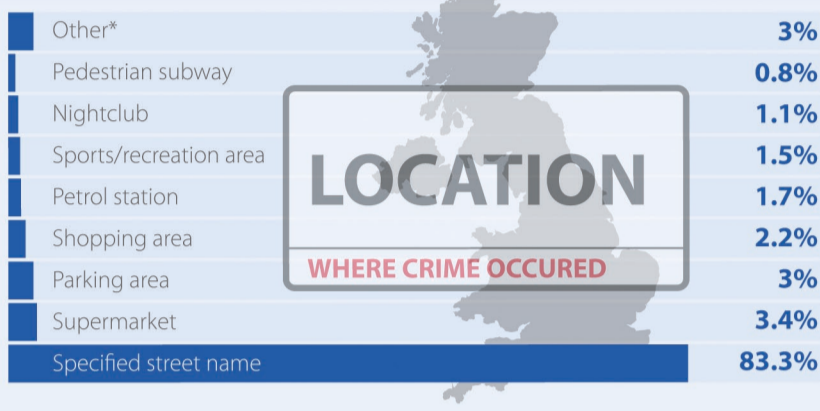 Other* 3%
Pedestrian subway 0.8%
Nightclub 1.1%
Sports/recreation area 1.5%
Petrol station 1.7%
Shopping area 2.2%
Parking area 3%
Supermarket 3.4%
Specified street name 83.3%
LOCATION
WHERE CRIME OCCURED